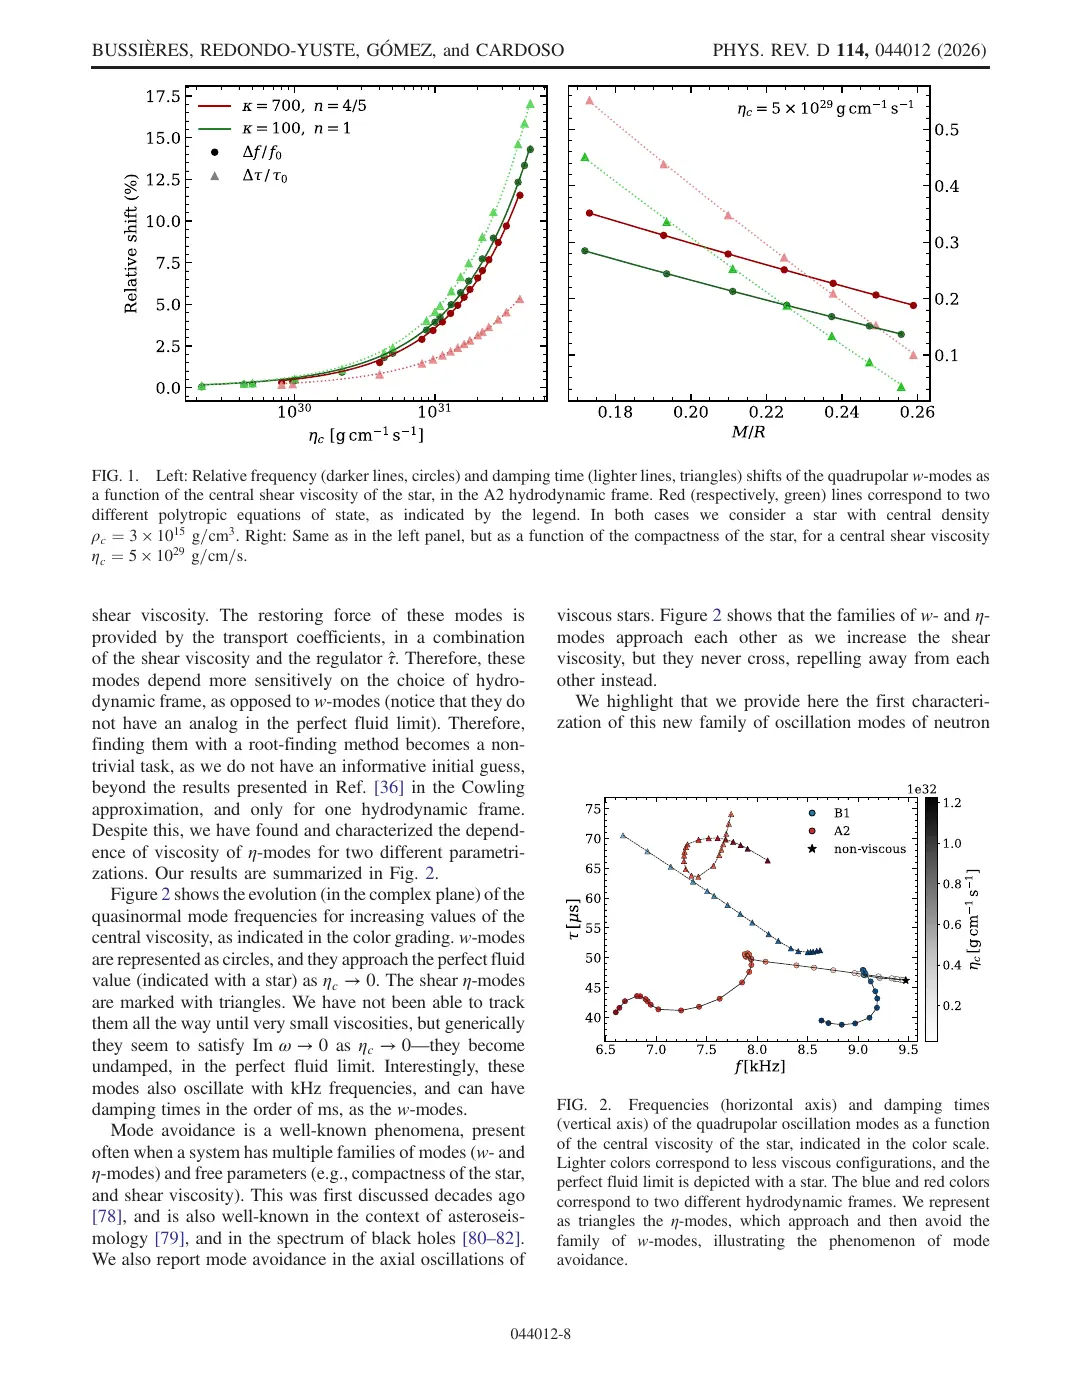 BUSSIÈRES, REDONDO-YUSTE, GÓMEZ, and CARDOSO PHYS. REV. D 114, 044012 (2026)
17.5
15.0
12.5
10.0
7.5
5.0
2.5
0.0
Relative shift (%)
κ = 700, n = 4/5
κ = 100, n = 1
Δf/f₀
Δτ/τ₀
10³⁰ 10³¹
η_c [g cm⁻¹ s⁻¹]
η_c = 5 × 10²⁹ g cm⁻¹ s⁻¹
0.5
0.4
0.3
0.2
0.1
0.18 0.20 0.22 0.24 0.26
M/R
FIG. 1. Left: Relative frequency (darker lines, circles) and damping time (lighter lines, triangles) shifts of the quadrupolar w-modes as
a function of the central shear viscosity of the star, in the A2 hydrodynamic frame. Red (respectively, green) lines correspond to two
different polytropic equations of state, as indicated by the legend. In both cases we consider a star with central density
ρ_c = 3 × 10¹⁵ g/cm³. Right: Same as in the left panel, but as a function of the compactness of the star, for a central shear viscosity
η_c = 5 × 10²⁹ g/cm/s.
shear viscosity. The restoring force of these modes is
provided by the transport coefficients, in a combination
of the shear viscosity and the regulator τ̂. Therefore, these
modes depend more sensitively on the choice of hydro-
dynamic frame, as opposed to w-modes (notice that they do
not have an analog in the perfect fluid limit). Therefore,
finding them with a root-finding method becomes a non-
trivial task, as we do not have an informative initial guess,
beyond the results presented in Ref. [36] in the Cowling
approximation, and only for one hydrodynamic frame.
Despite this, we have found and characterized the depend-
ence of viscosity of η-modes for two different parametri-
zations. Our results are summarized in Fig. 2.
Figure 2 shows the evolution (in the complex plane) of the
quasinormal mode frequencies for increasing values of the
central viscosity, as indicated in the color grading. w-modes
are represented as circles, and they approach the perfect fluid
value (indicated with a star) as η_c → 0. The shear η-modes
are marked with triangles. We have not been able to track
them all the way until very small viscosities, but generically
they seem to satisfy Im ω → 0 as η_c → 0—they become
undamped, in the perfect fluid limit. Interestingly, these
modes also oscillate with kHz frequencies, and can have
damping times in the order of ms, as the w-modes.
Mode avoidance is a well-known phenomena, present
often when a system has multiple families of modes (w- and
η-modes) and free parameters (e.g., compactness of the star,
and shear viscosity). This was first discussed decades ago
[78], and is also well-known in the context of asteroseis-
mology [79], and in the spectrum of black holes [80–82].
We also report mode avoidance in the axial oscillations of
viscous stars. Figure 2 shows that the families of w- and η-
modes approach each other as we increase the shear
viscosity, but they never cross, repelling away from each
other instead.
We highlight that we provide here the first characteri-
zation of this new family of oscillation modes of neutron
1e32
75
70
65
60
55
50
45
40
τ [μs]
B1
A2
non-viscous
6.5 7.0 7.5 8.0 8.5 9.0 9.5
f[kHz]
1.2
1.0
0.8
0.6
0.4
0.2
η_c [g cm⁻¹ s⁻¹]
FIG. 2. Frequencies (horizontal axis) and damping times
(vertical axis) of the quadrupolar oscillation modes as a function
of the central viscosity of the star, indicated in the color scale.
Lighter colors correspond to less viscous configurations, and the
perfect fluid limit is depicted with a star. The blue and red colors
correspond to two different hydrodynamic frames. We represent
as triangles the η-modes, which approach and then avoid the
family of w-modes, illustrating the phenomenon of mode
avoidance.
044012-8